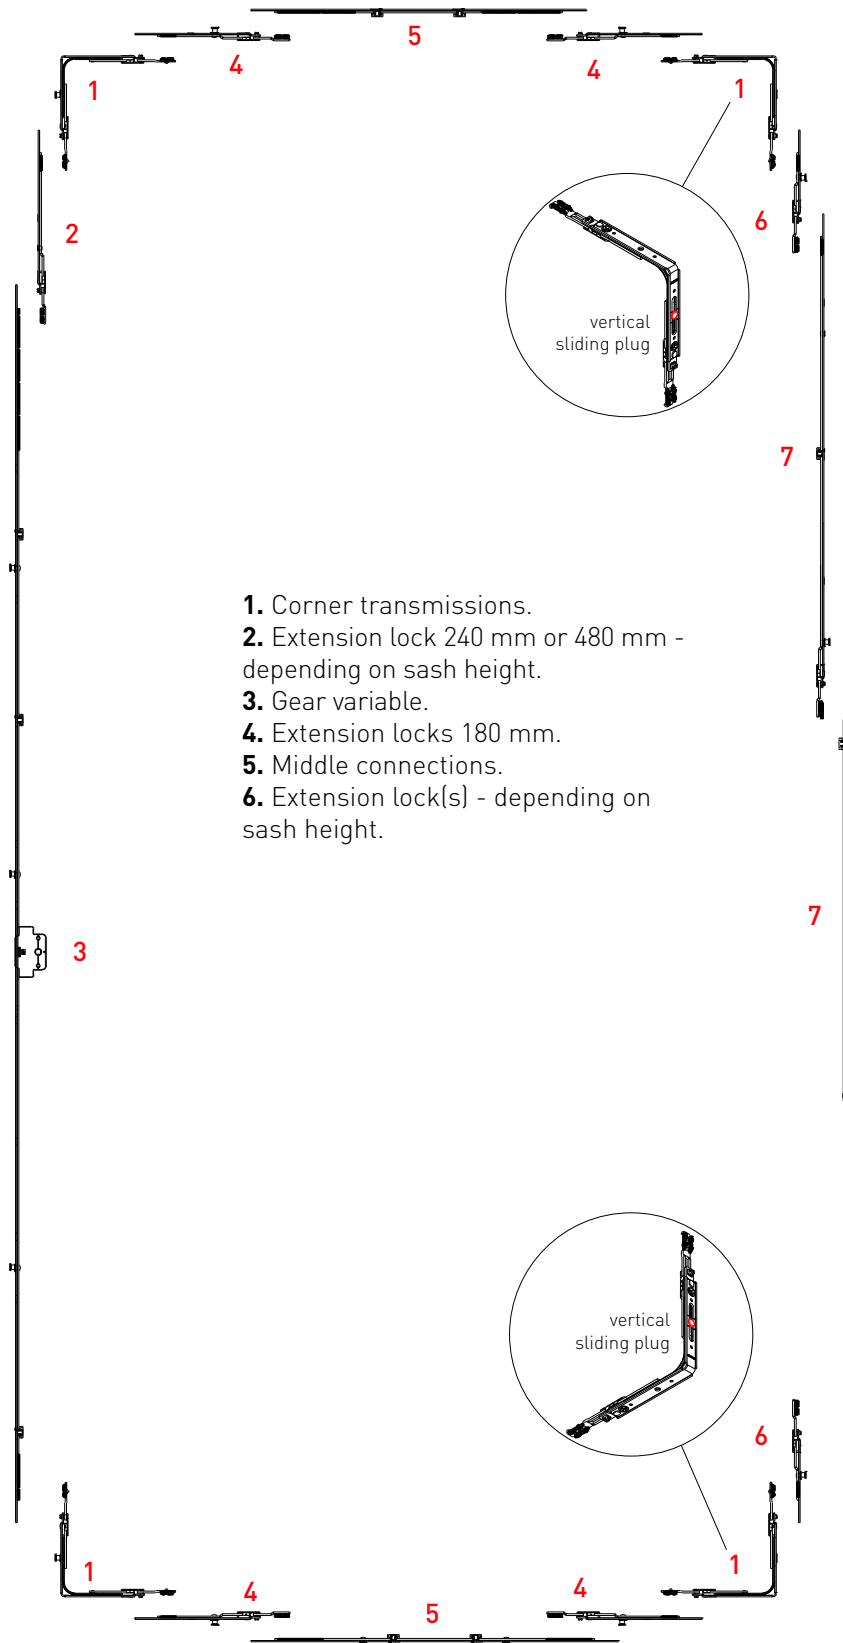 5
4
4
1
1
2
6
vertical
sliding plug
7
1. Corner transmissions.
2. Extension lock 240 mm or 480 mm -
depending on sash height.
3. Gear variable.
4. Extension locks 180 mm.
5. Middle connections.
6. Extension lock(s) - depending on
sash height.
7
3
vertical
sliding plug
6
1
1
4
4
5